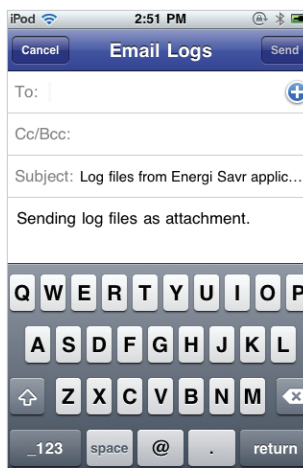 iPod 2:51 PM
Cancel Email Logs Send
To:
Cc/Bcc:
Subject: Log files from Energi Savr applic...
Sending log files as attachment.
Q W E R T Y U I O P
A S D F G H J K L
Z X C V B N M
_123 space @ . return